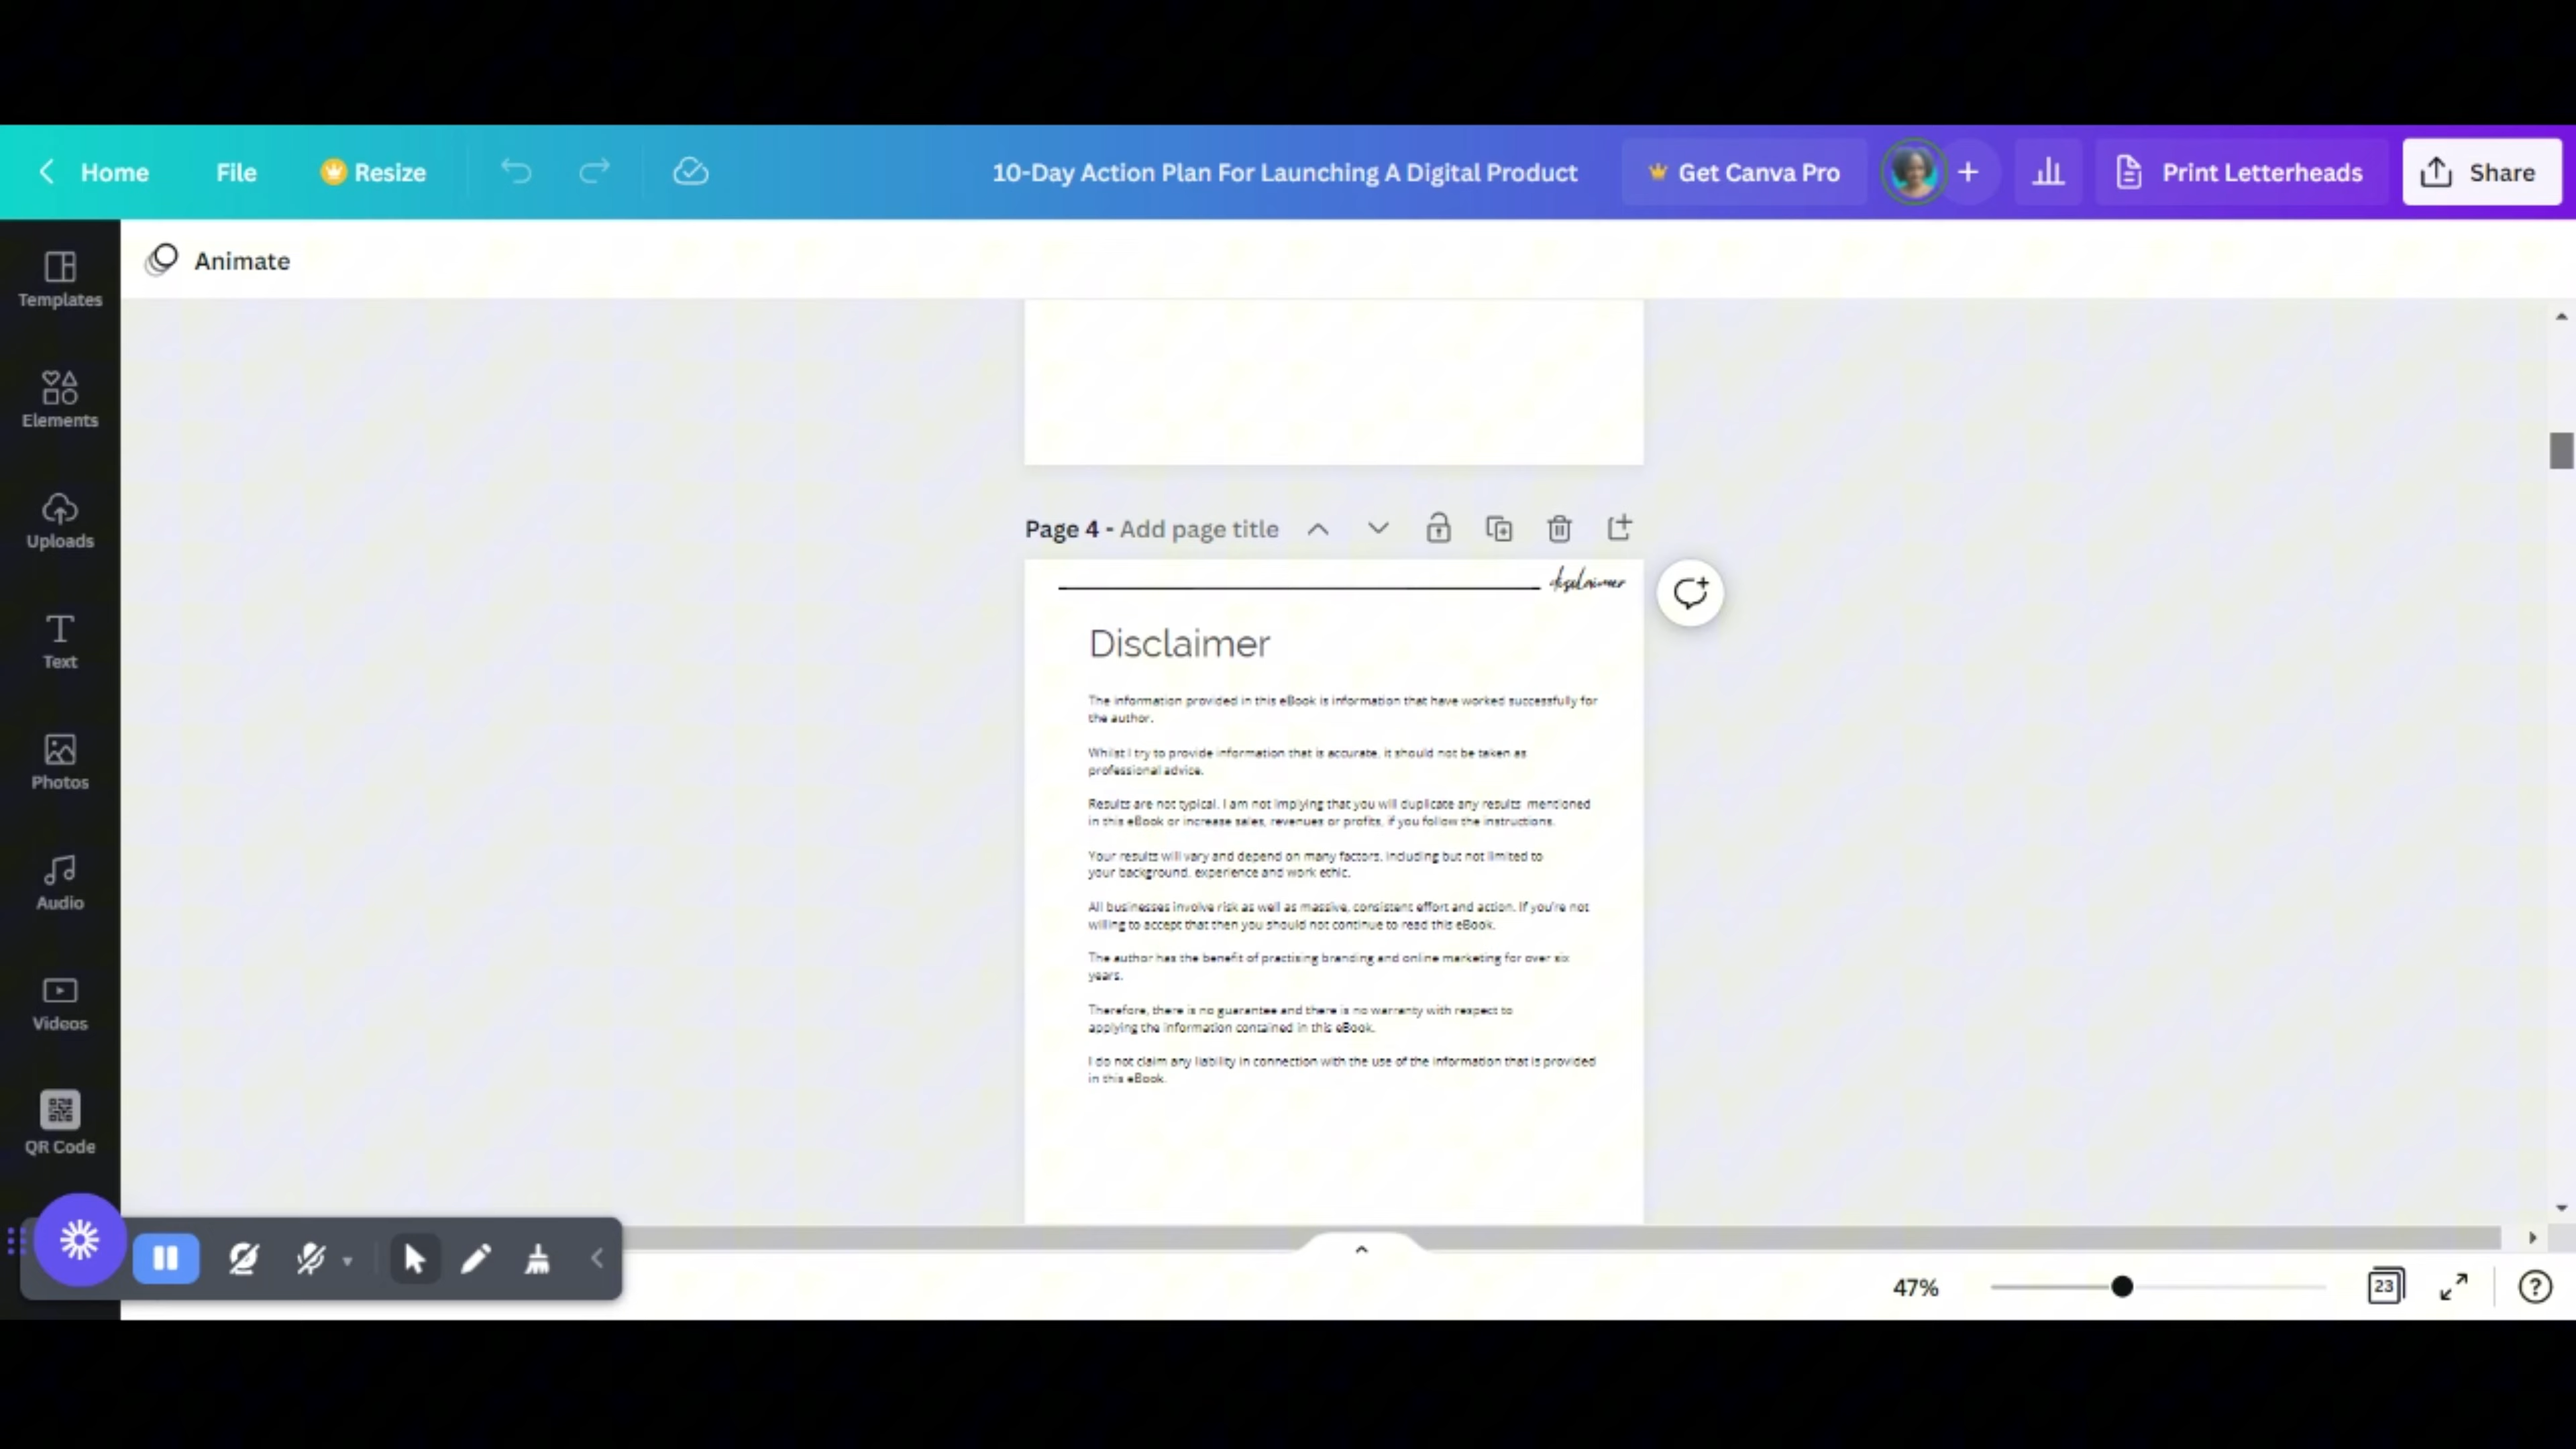 Home File Resize 10-Day Action Plan For Launching A Digital Product Get Canva Pro Print Letterheads Share
Animate
Templates
Elements
Uploads
Text
Photos
Audio
Videos
QR Code
Page 4 - Add page title
disclaimer
Disclaimer
The information provided in this eBook is information that have worked successfully for
the author.
Whilst I try to provide information that is accurate, it should not be taken as
professional advice.
Results are not typical. I am not implying that you will duplicate any results mentioned
in this eBook or increase sales, revenues or profits, if you follow the instructions.
Your results will vary and depend on many factors, including but not limited to
your background, experience and work ethic.
All businesses involve risk as well as massive, consistent effort and action. If you're not
willing to accept that then you should not continue to read this eBook.
The author has the benefit of practising branding and online marketing for over six
years.
Therefore, there is no guarantee and there is no warranty with respect to
applying the information contained in this eBook.
I do not claim any liability in connection with the use of the information that is provided
in this eBook.
47% 23 ?